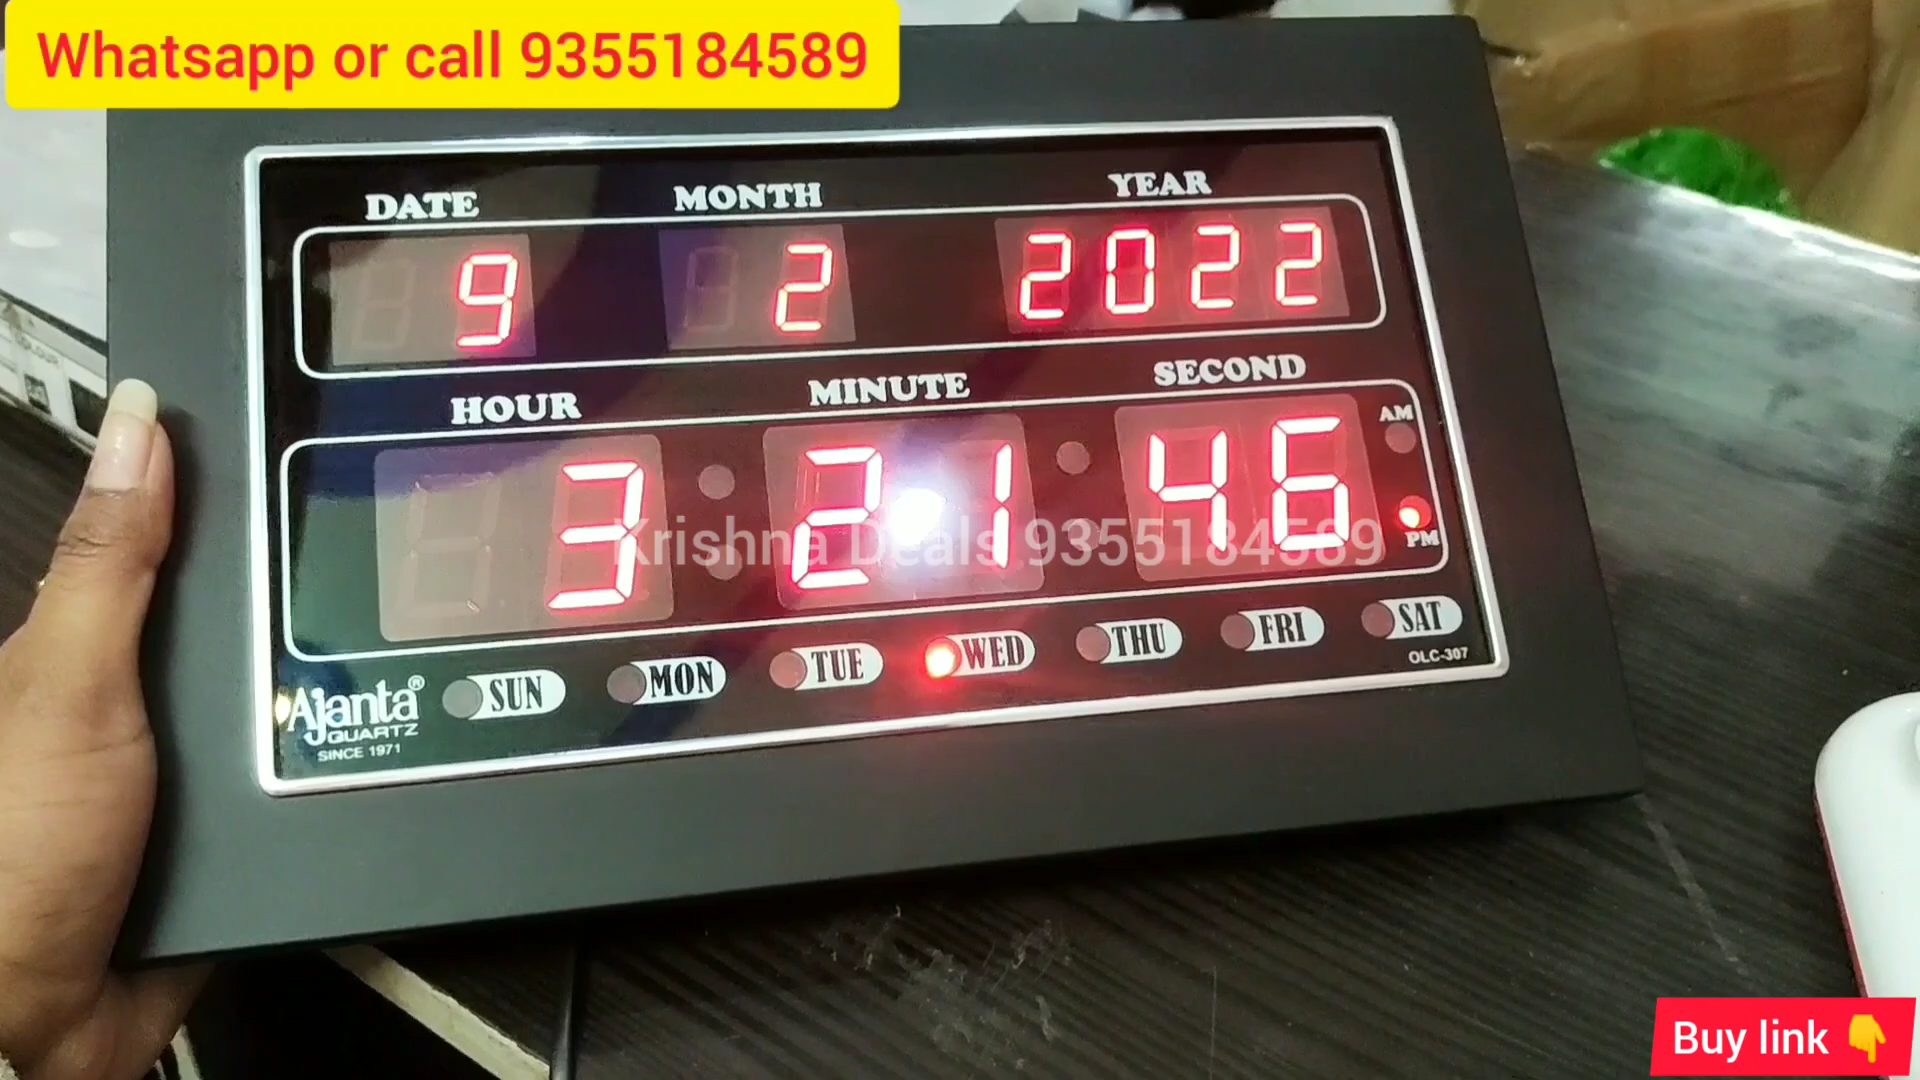 Whatsapp or call 9355184589
DATE MONTH YEAR
9 2 2022
HOUR MINUTE SECOND
AM
3 21 46
Krishna Deals 9355184589
PM
SUN MON TUE WED THU FRI SAT
OLC-307
Ajanta®
QUARTZ
SINCE 1971
Buy link 👇